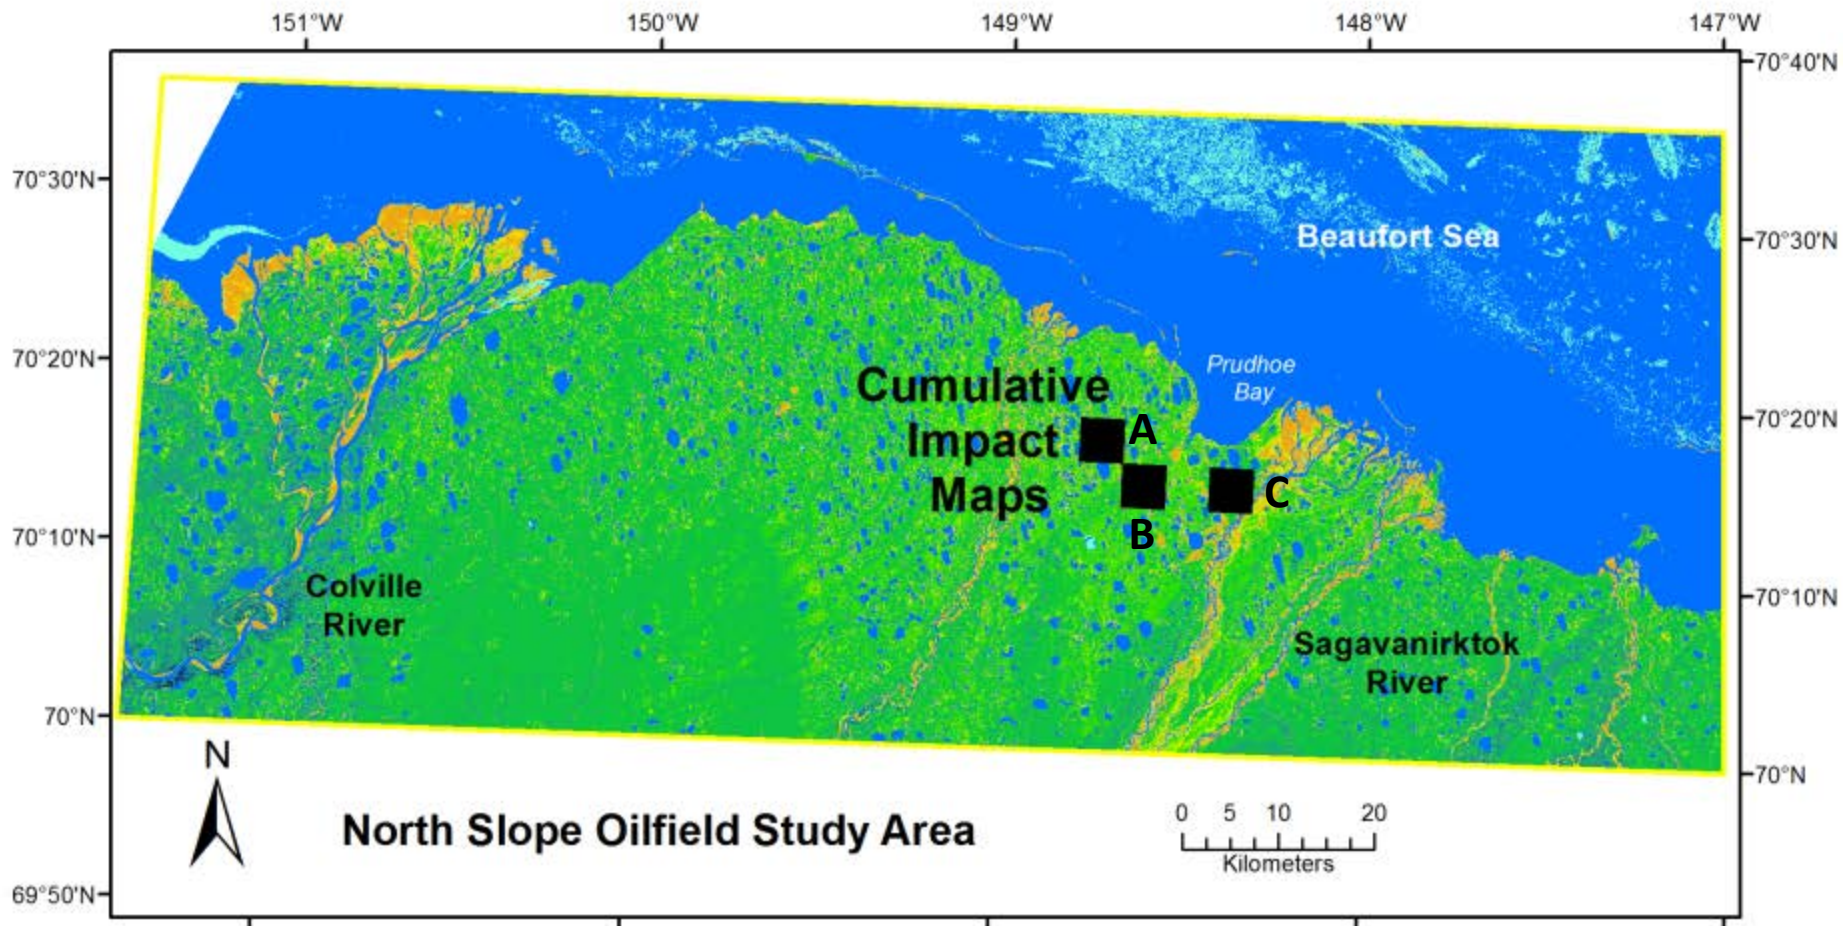 151°W 150°W 149°W 148°W 147°W
70°40'N
70°30'N
Beaufort Sea
70°30'N
70°20'N
Prudhoe
Bay
Cumulative
Impact
Maps
A
B
C
70°20'N
70°10'N
Colville
River
70°10'N
Sagavanirktok
River
70°N
70°N
N
North Slope Oilfield Study Area
0 5 10 20
Kilometers
69°50'N